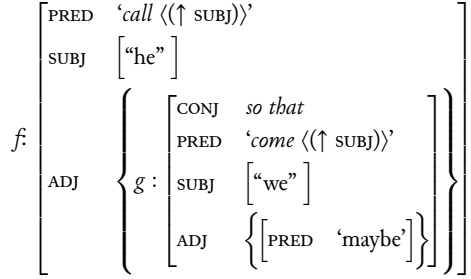 PRED ‘call ⟨(↑ SUBJ)⟩’
SUBJ [“he” ]
f:
ADJ { g : 
CONJ so that
PRED ‘come ⟨(↑ SUBJ)⟩’
SUBJ [“we” ]
ADJ {[PRED ‘maybe’]}